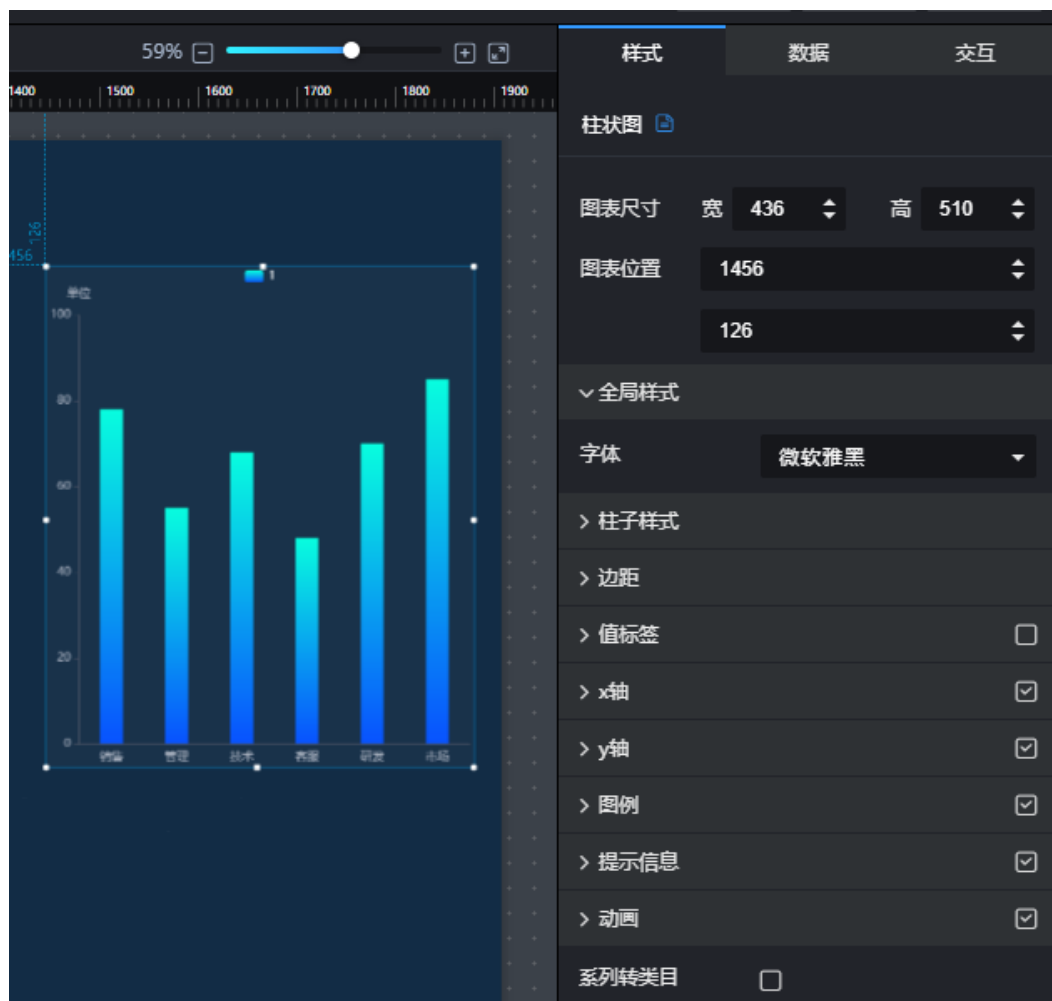 59%
样式 数据 交互
1400 1500 1600 1700 1800 1900
柱状图
图表尺寸 宽 436 高 510
126
456
图表位置 1456
126
1
单位
100
80
60
40
20
0
销售 管理 技术 客服 研发 市场
全局样式
字体 微软雅黑
柱子样式
边距
值标签
x轴
y轴
图例
提示信息
动画
系列转类目